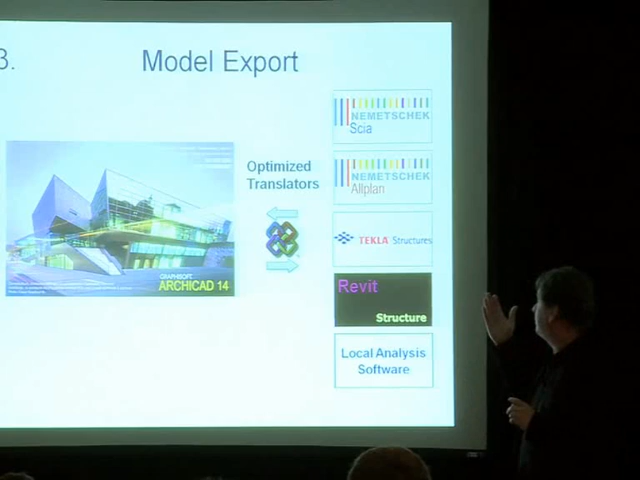 3.
Model Export
NEMETSCHEK
Scia
Optimized
Translators
NEMETSCHEK
Allplan
TEKLA Structures
GRAPHISOFT
ARCHICAD 14
Revit
Structure
Local Analysis
Software